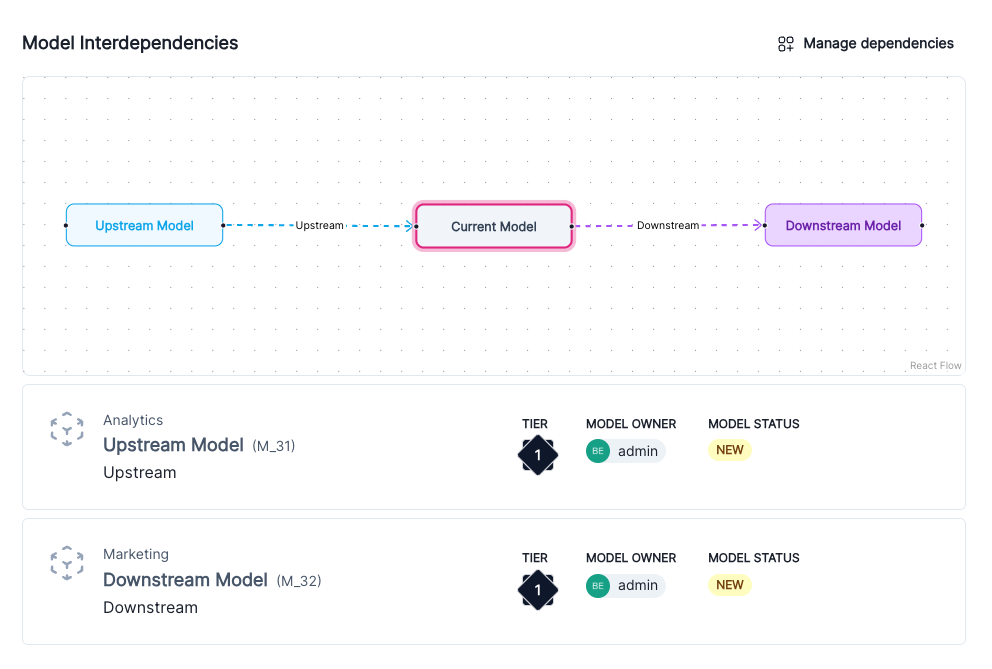 Model Interdependencies
Manage dependencies
Upstream Model
Upstream
Current Model
Downstream
Downstream Model
React Flow
Analytics
Upstream Model (M_31)
Upstream
TIER
1
MODEL OWNER
BE admin
MODEL STATUS
NEW
Marketing
Downstream Model (M_32)
Downstream
TIER
1
MODEL OWNER
BE admin
MODEL STATUS
NEW